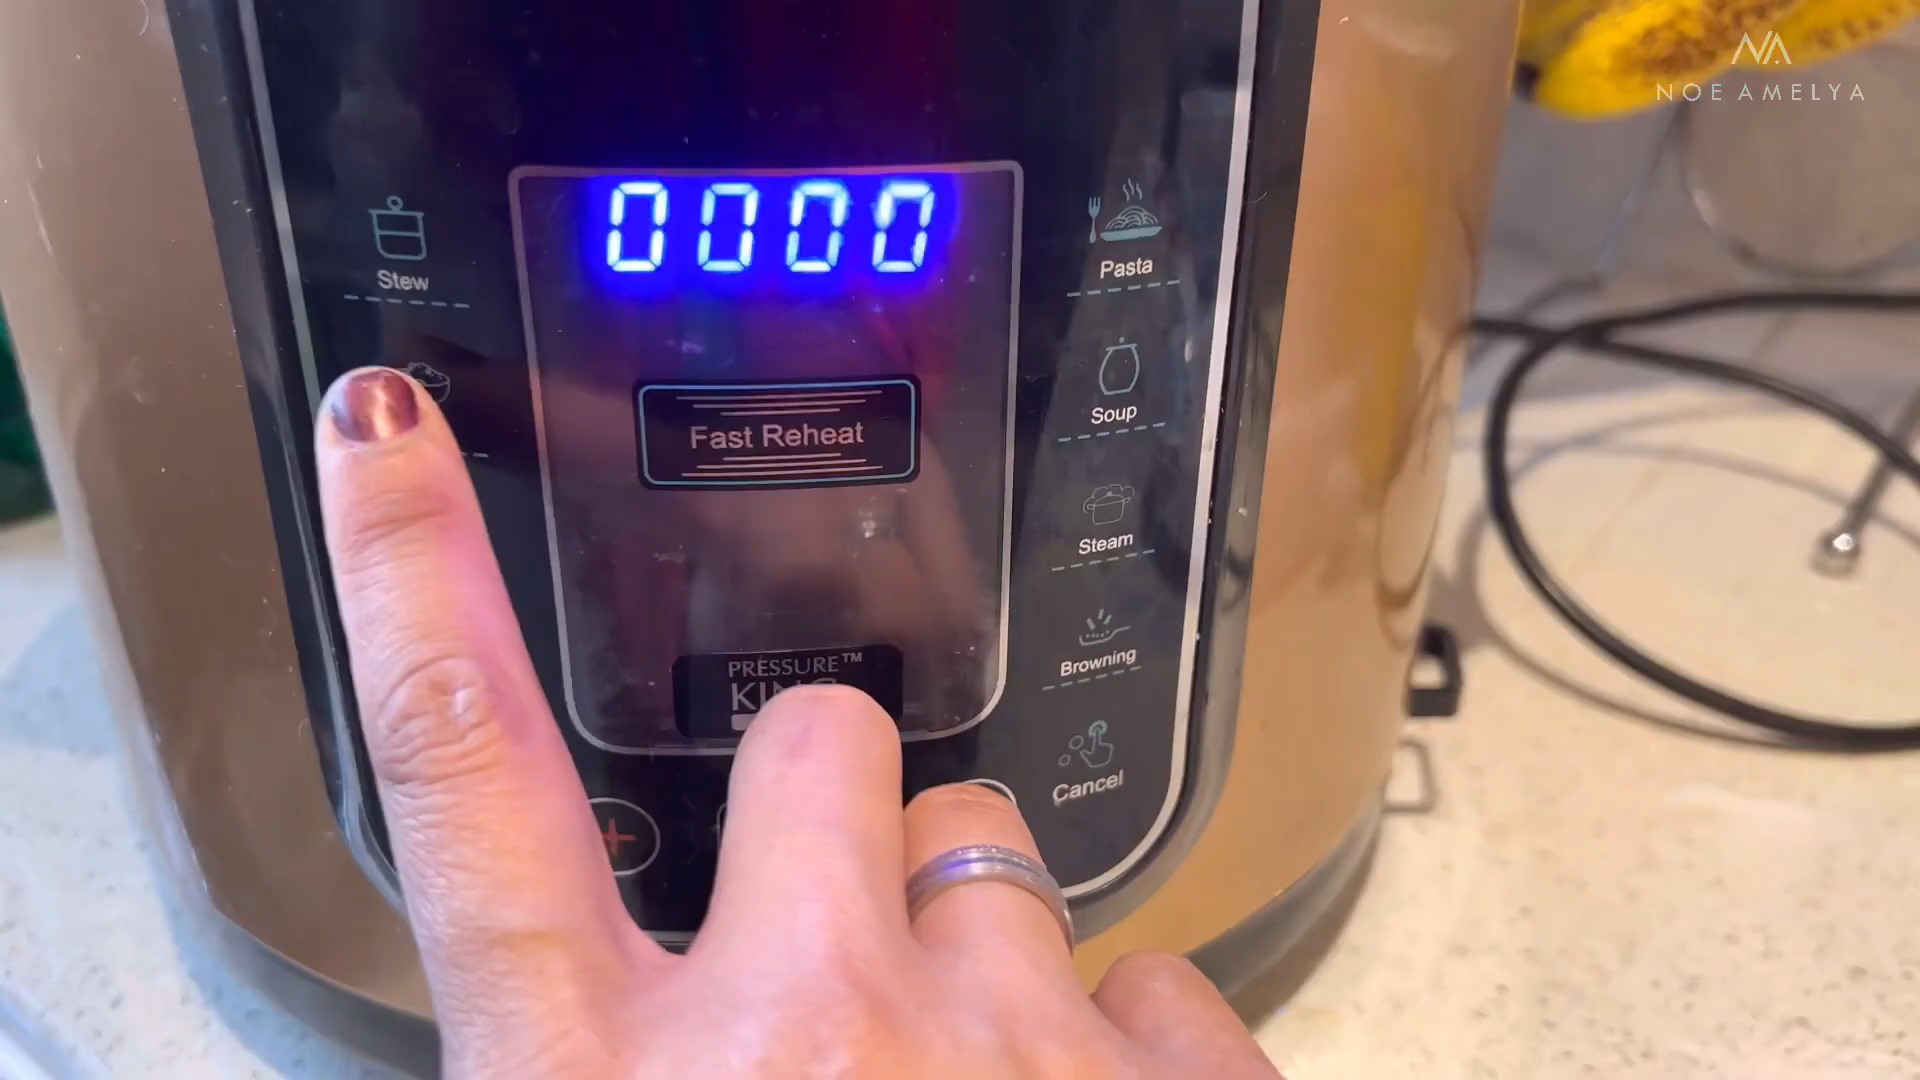 NOE AMELYA
0000
Stew
Fast Reheat
PRESSURE™
Pasta
Soup
Steam
Browning
Cancel